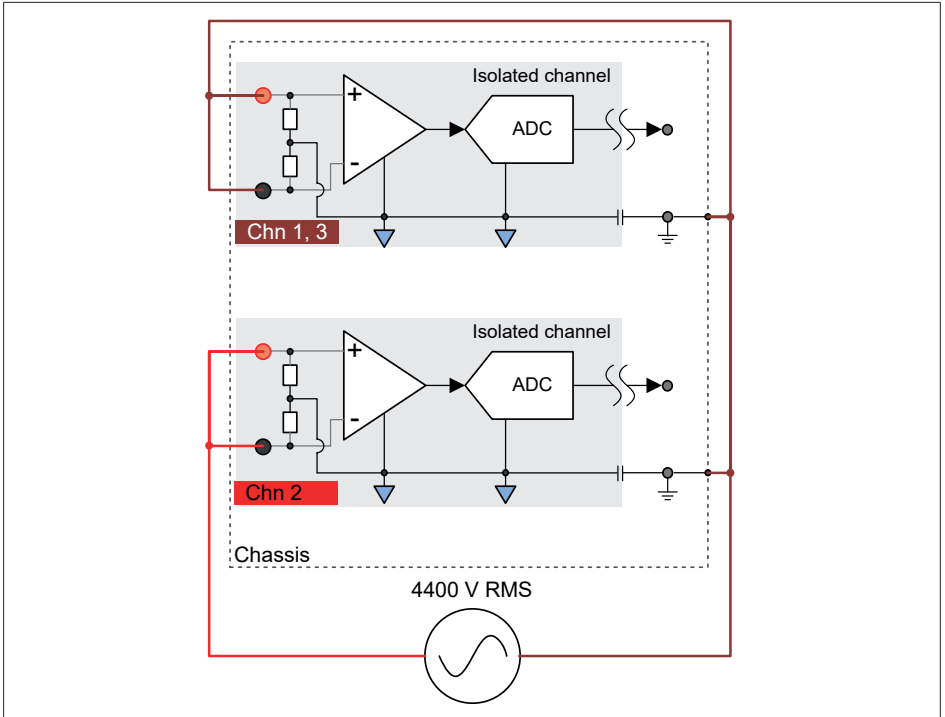 Isolated channel
+
ADC
-
Chn 1, 3
Isolated channel
+
ADC
-
Chn 2
Chassis
4400 V RMS